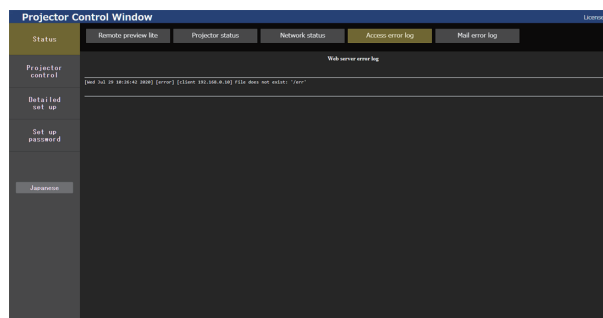 Projector Control Window
License
Status
Remote preview lite
Projector status
Network status
Access error log
Mail error log
Web server error log
[Wed Jul 29 10:26:42 2020] [error] [client 192.168.0.10] File does not exist: '/err'
Projector
control
Detailed
set up
Set up
password
Japanese